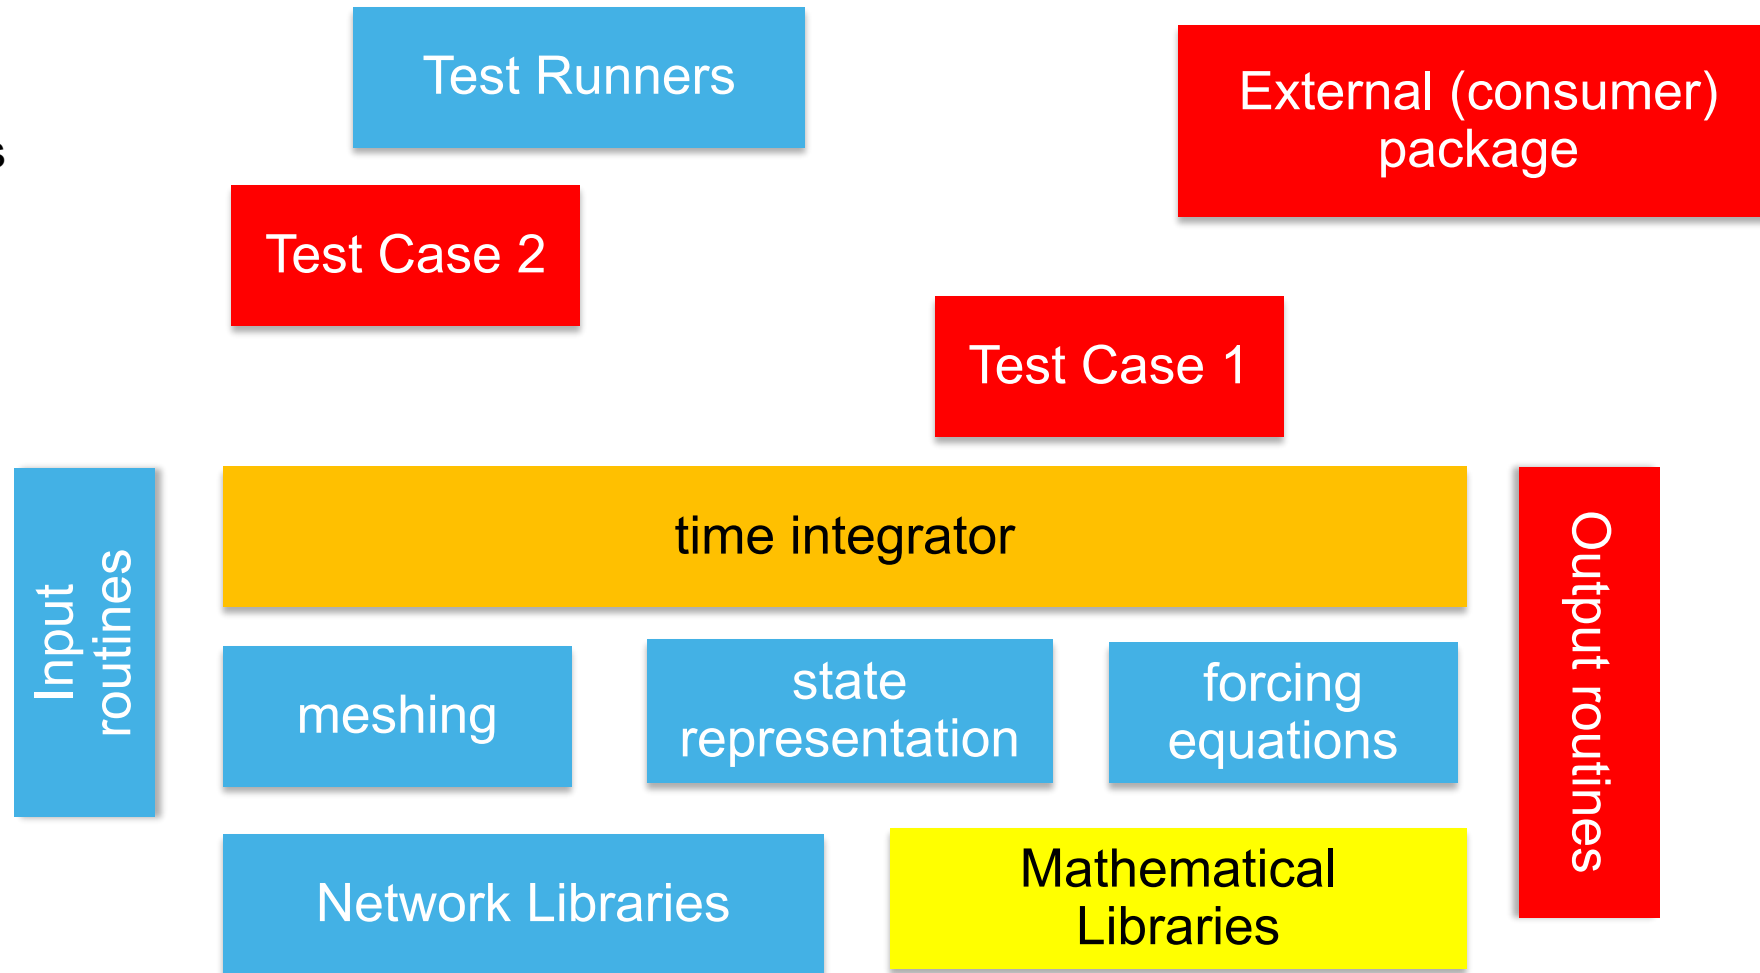 Test Runners
External (consumer)
package
s
Test Case 2
Test Case 1
Input
routines
time integrator
Output routines
meshing
state
representation
forcing
equations
Network Libraries
Mathematical
Libraries